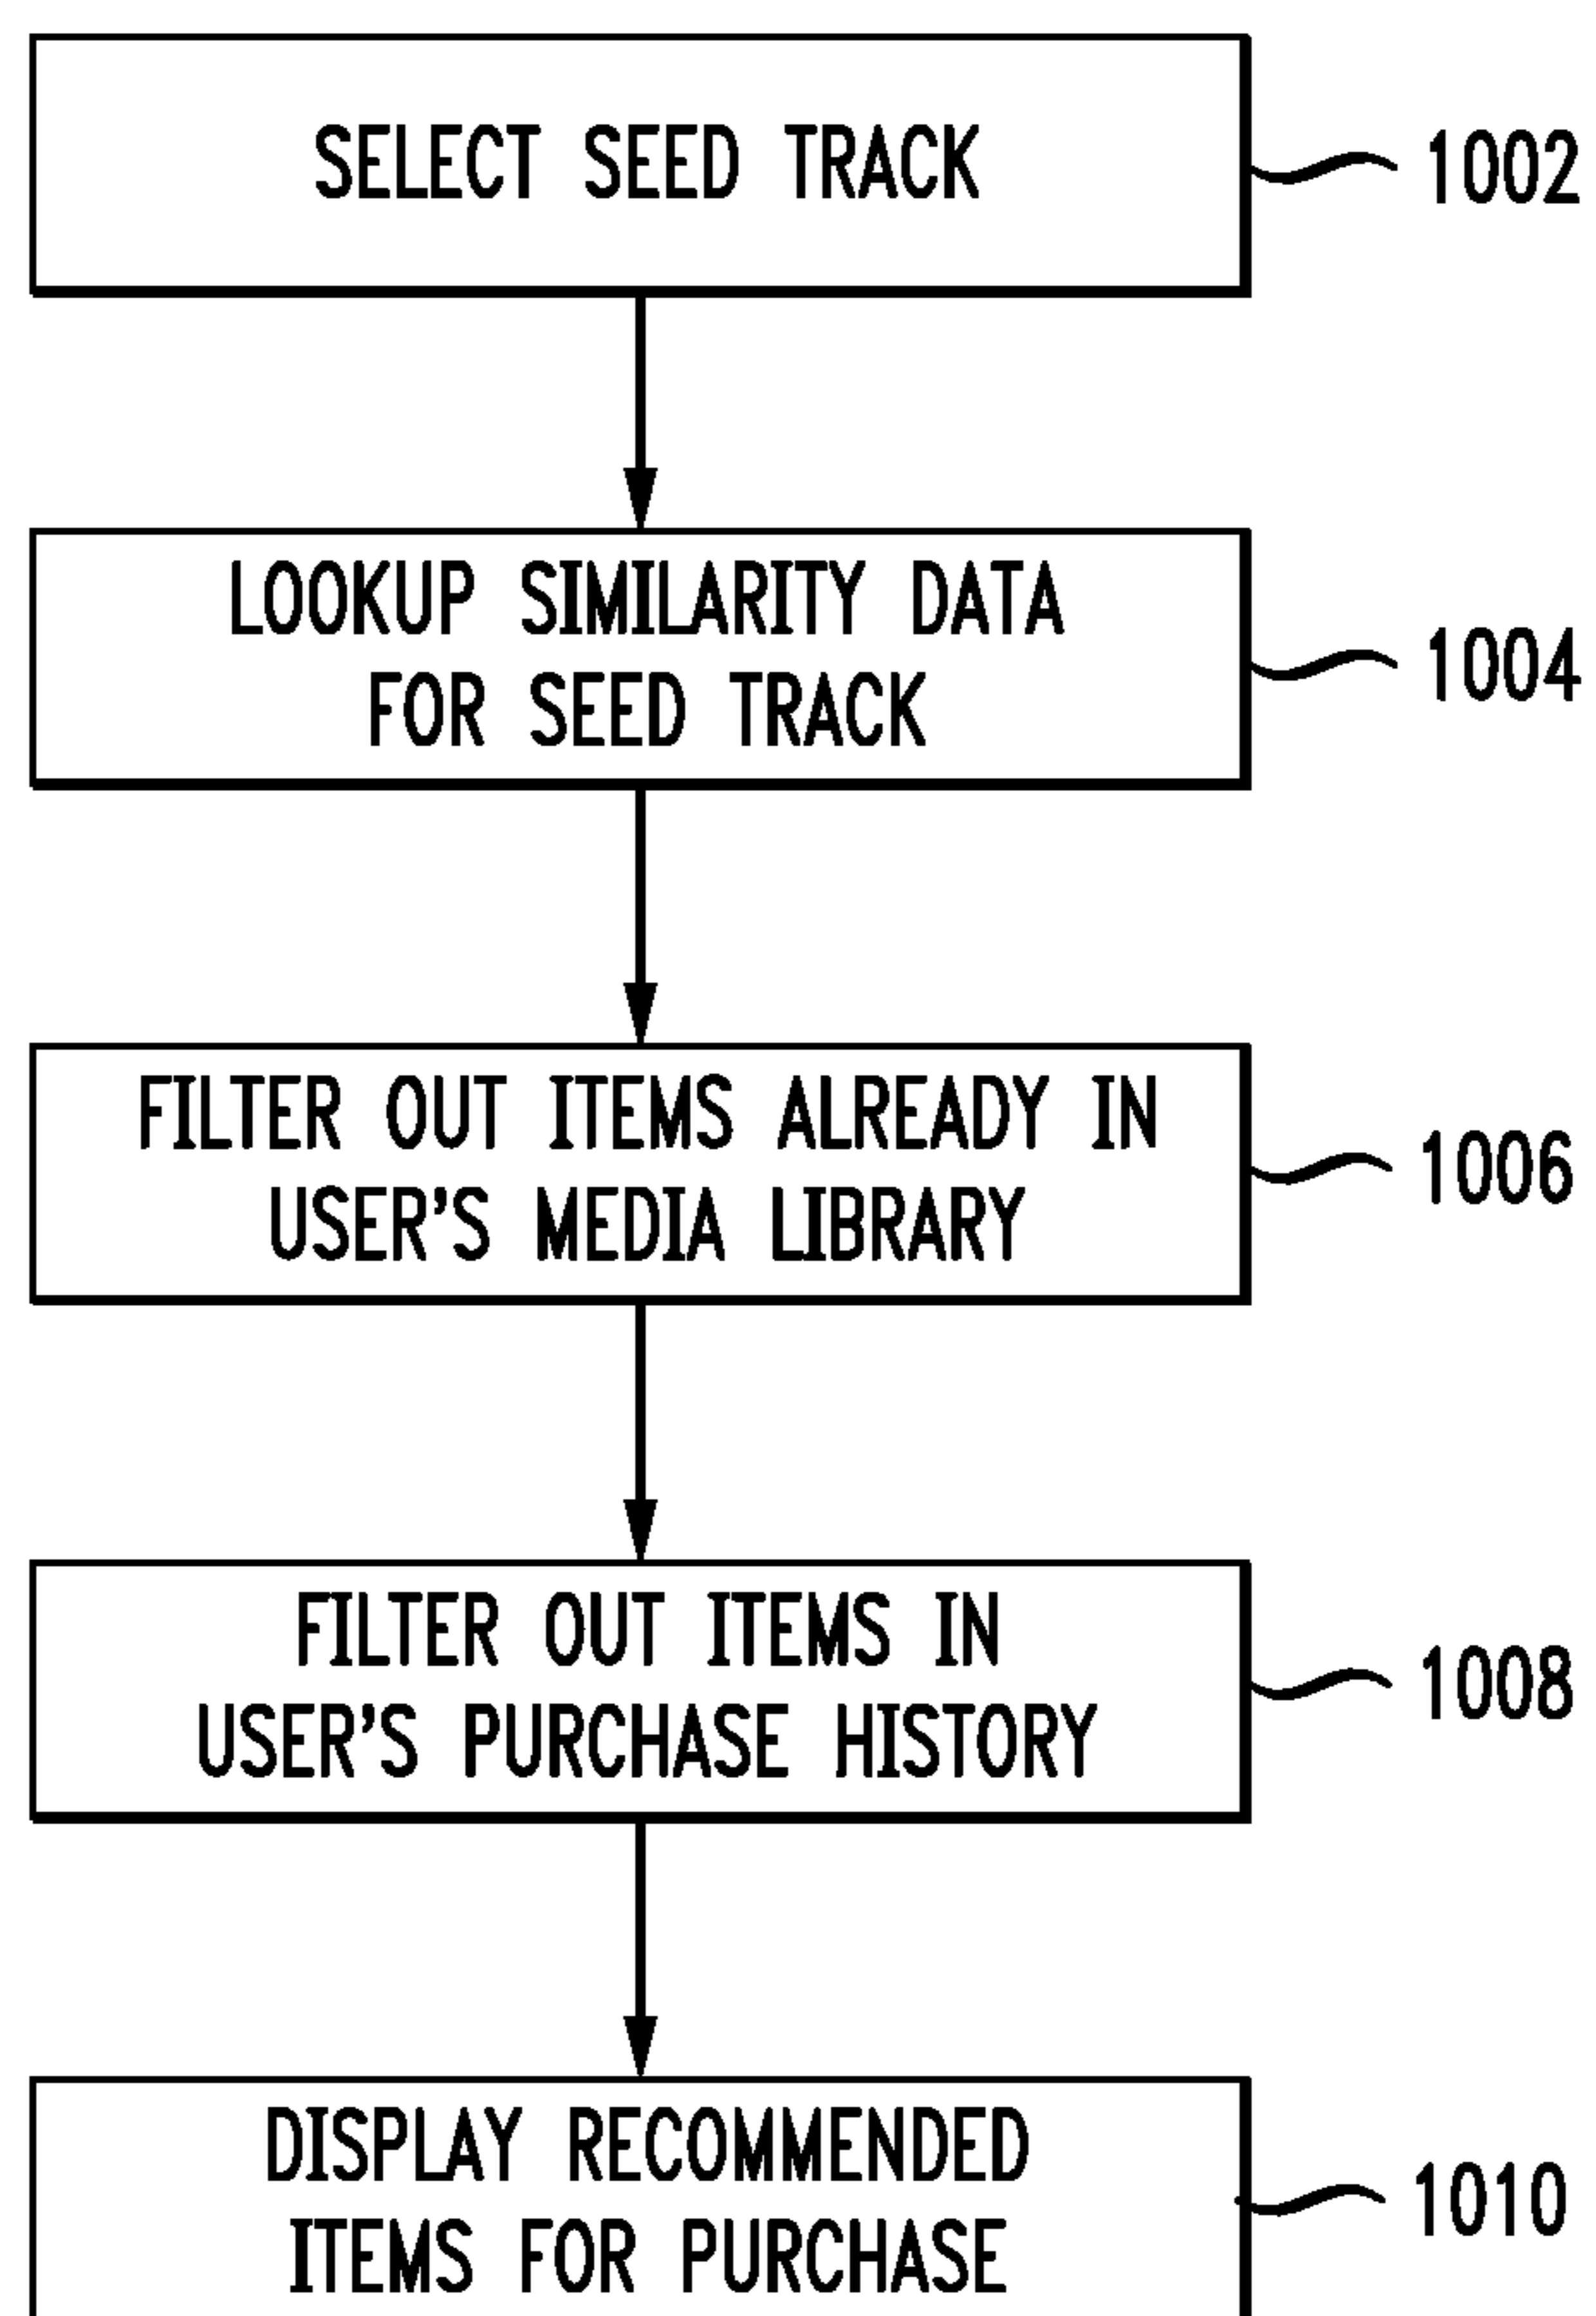 SELECT SEED TRACK
1002
LOOKUP SIMILARITY DATA
FOR SEED TRACK
1004
FILTER OUT ITEMS ALREADY IN
USER'S MEDIA LIBRARY
1006
FILTER OUT ITEMS IN
USER'S PURCHASE HISTORY
1008
DISPLAY RECOMMENDED
ITEMS FOR PURCHASE
1010